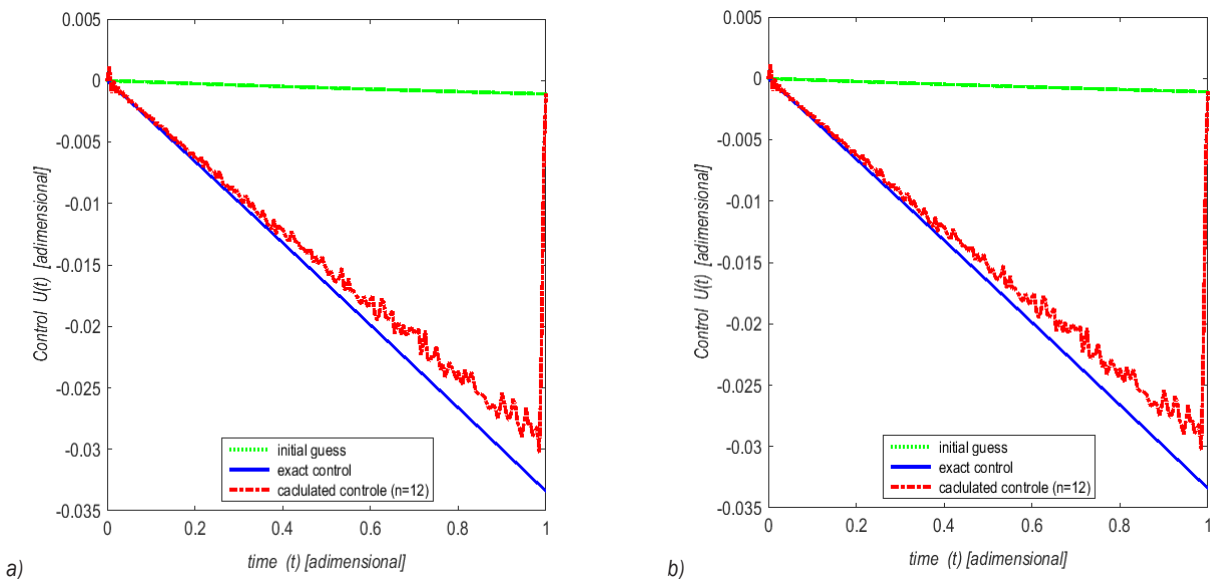 0.005
0
-0.005
-0.01
-0.015
-0.02
-0.025
-0.03
-0.035
Control U(t) [adimensional]
initial guess
exact control
caclulated controle (n=12)
0 0.2 0.4 0.6 0.8 1
time (t) [adimensional]
a)
0.005
0
-0.005
-0.01
-0.015
-0.02
-0.025
-0.03
-0.035
Control U(t) [adimensional]
initial guess
exact control
caclulated controle (n=12)
0 0.2 0.4 0.6 0.8 1
time (t) [adimensional]
b)